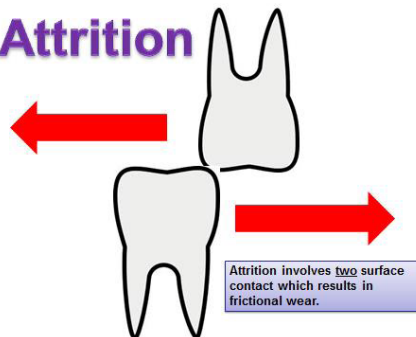 Attrition
Attrition involves two surface
contact which results in
frictional wear.